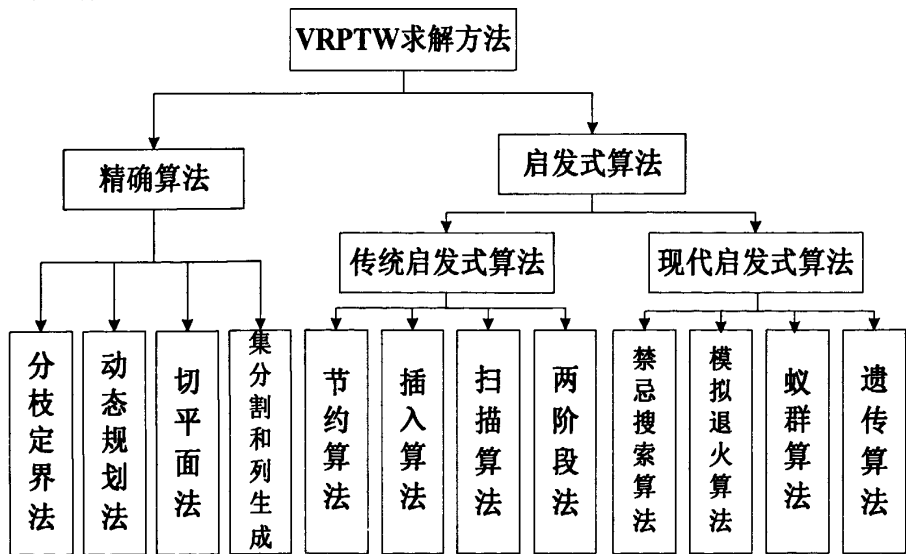 VRPTW求解方法
精确算法
启发式算法
传统启发式算法
现代启发式算法
分枝定界法
动态规划法
切平面法
集分割和列生成
节约算法
插入算法
扫描算法
两阶段法
禁忌搜索算法
模拟退火算法
蚁群算法
遗传算法